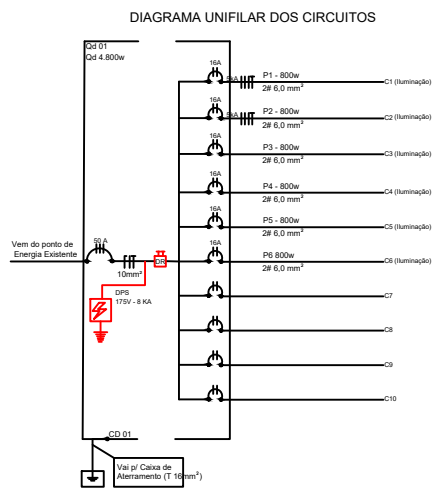 DIAGRAMA UNIFILAR DOS CIRCUITOS
Qd 01
Qd 4.800w
16A
5kA
P1 - 800w
2# 6,0 mm²
C1 (Iluminação)
16A
5kA
P2 - 800w
2# 6,0 mm²
C2 (Iluminação)
16A
P3 - 800w
2# 6,0 mm²
C3 (Iluminação)
16A
P4 - 800w
2# 6,0 mm²
C4 (Iluminação)
16A
P5 - 800w
2# 6,0 mm²
C5 (Iluminação)
16A
P6 800w
2# 6,0 mm²
C6 (Iluminação)
Vem do ponto de
Energia Existente
50 A
10mm²
DR
DPS
175V - 8 KA
C7
C8
C9
C10
CD 01
Vai p/ Caixa de
Aterramento (T 16mm²)